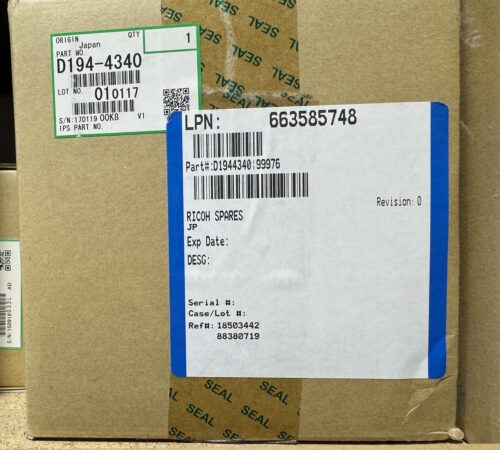 ORIGIN
Japan
QTY
1
PART NO.
D194-4340
LOT NO.
010117
S/N:170119 00K8 V1
IPS PART NO.
LPN: 663585748
Part#:D1944340:99976
Revision: 0
RICOH SPARES
JP
Exp Date:
DESG:
Serial #:
Case/Lot #:
Ref#: 18503442
88380719
SEAL
SEAL
SEAL
SEAL
SEAL
SEAL
SEAL